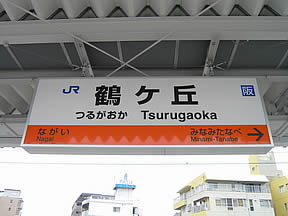 JR 鶴ケ丘 阪
つるがおか Tsurugaoka
ながい みなみたなべ
Nagai Minami-Tanabe